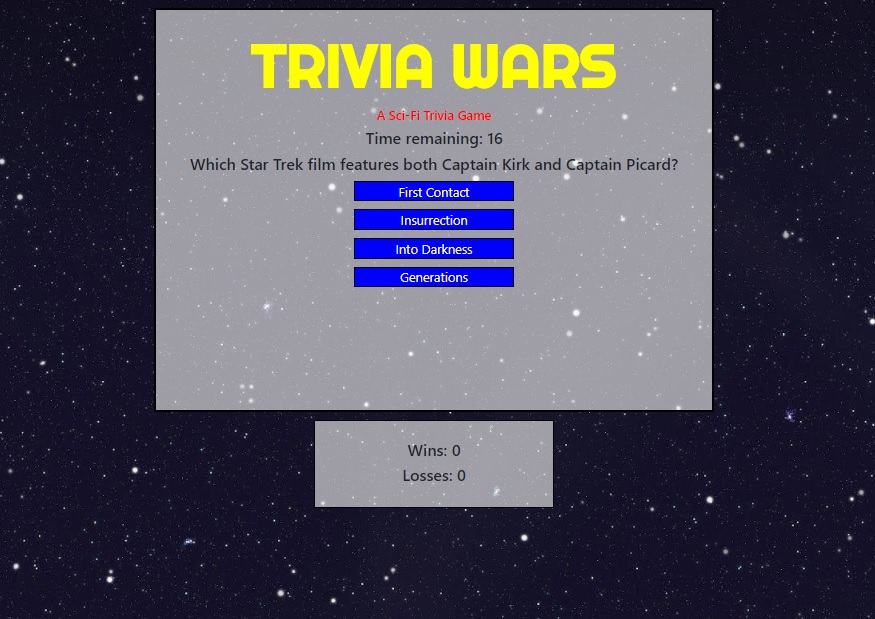 TRIVIA WARS
A Sci-Fi Trivia Game
Time remaining: 16
Which Star Trek film features both Captain Kirk and Captain Picard?
First Contact
Insurrection
Into Darkness
Generations
Wins: 0
Losses: 0